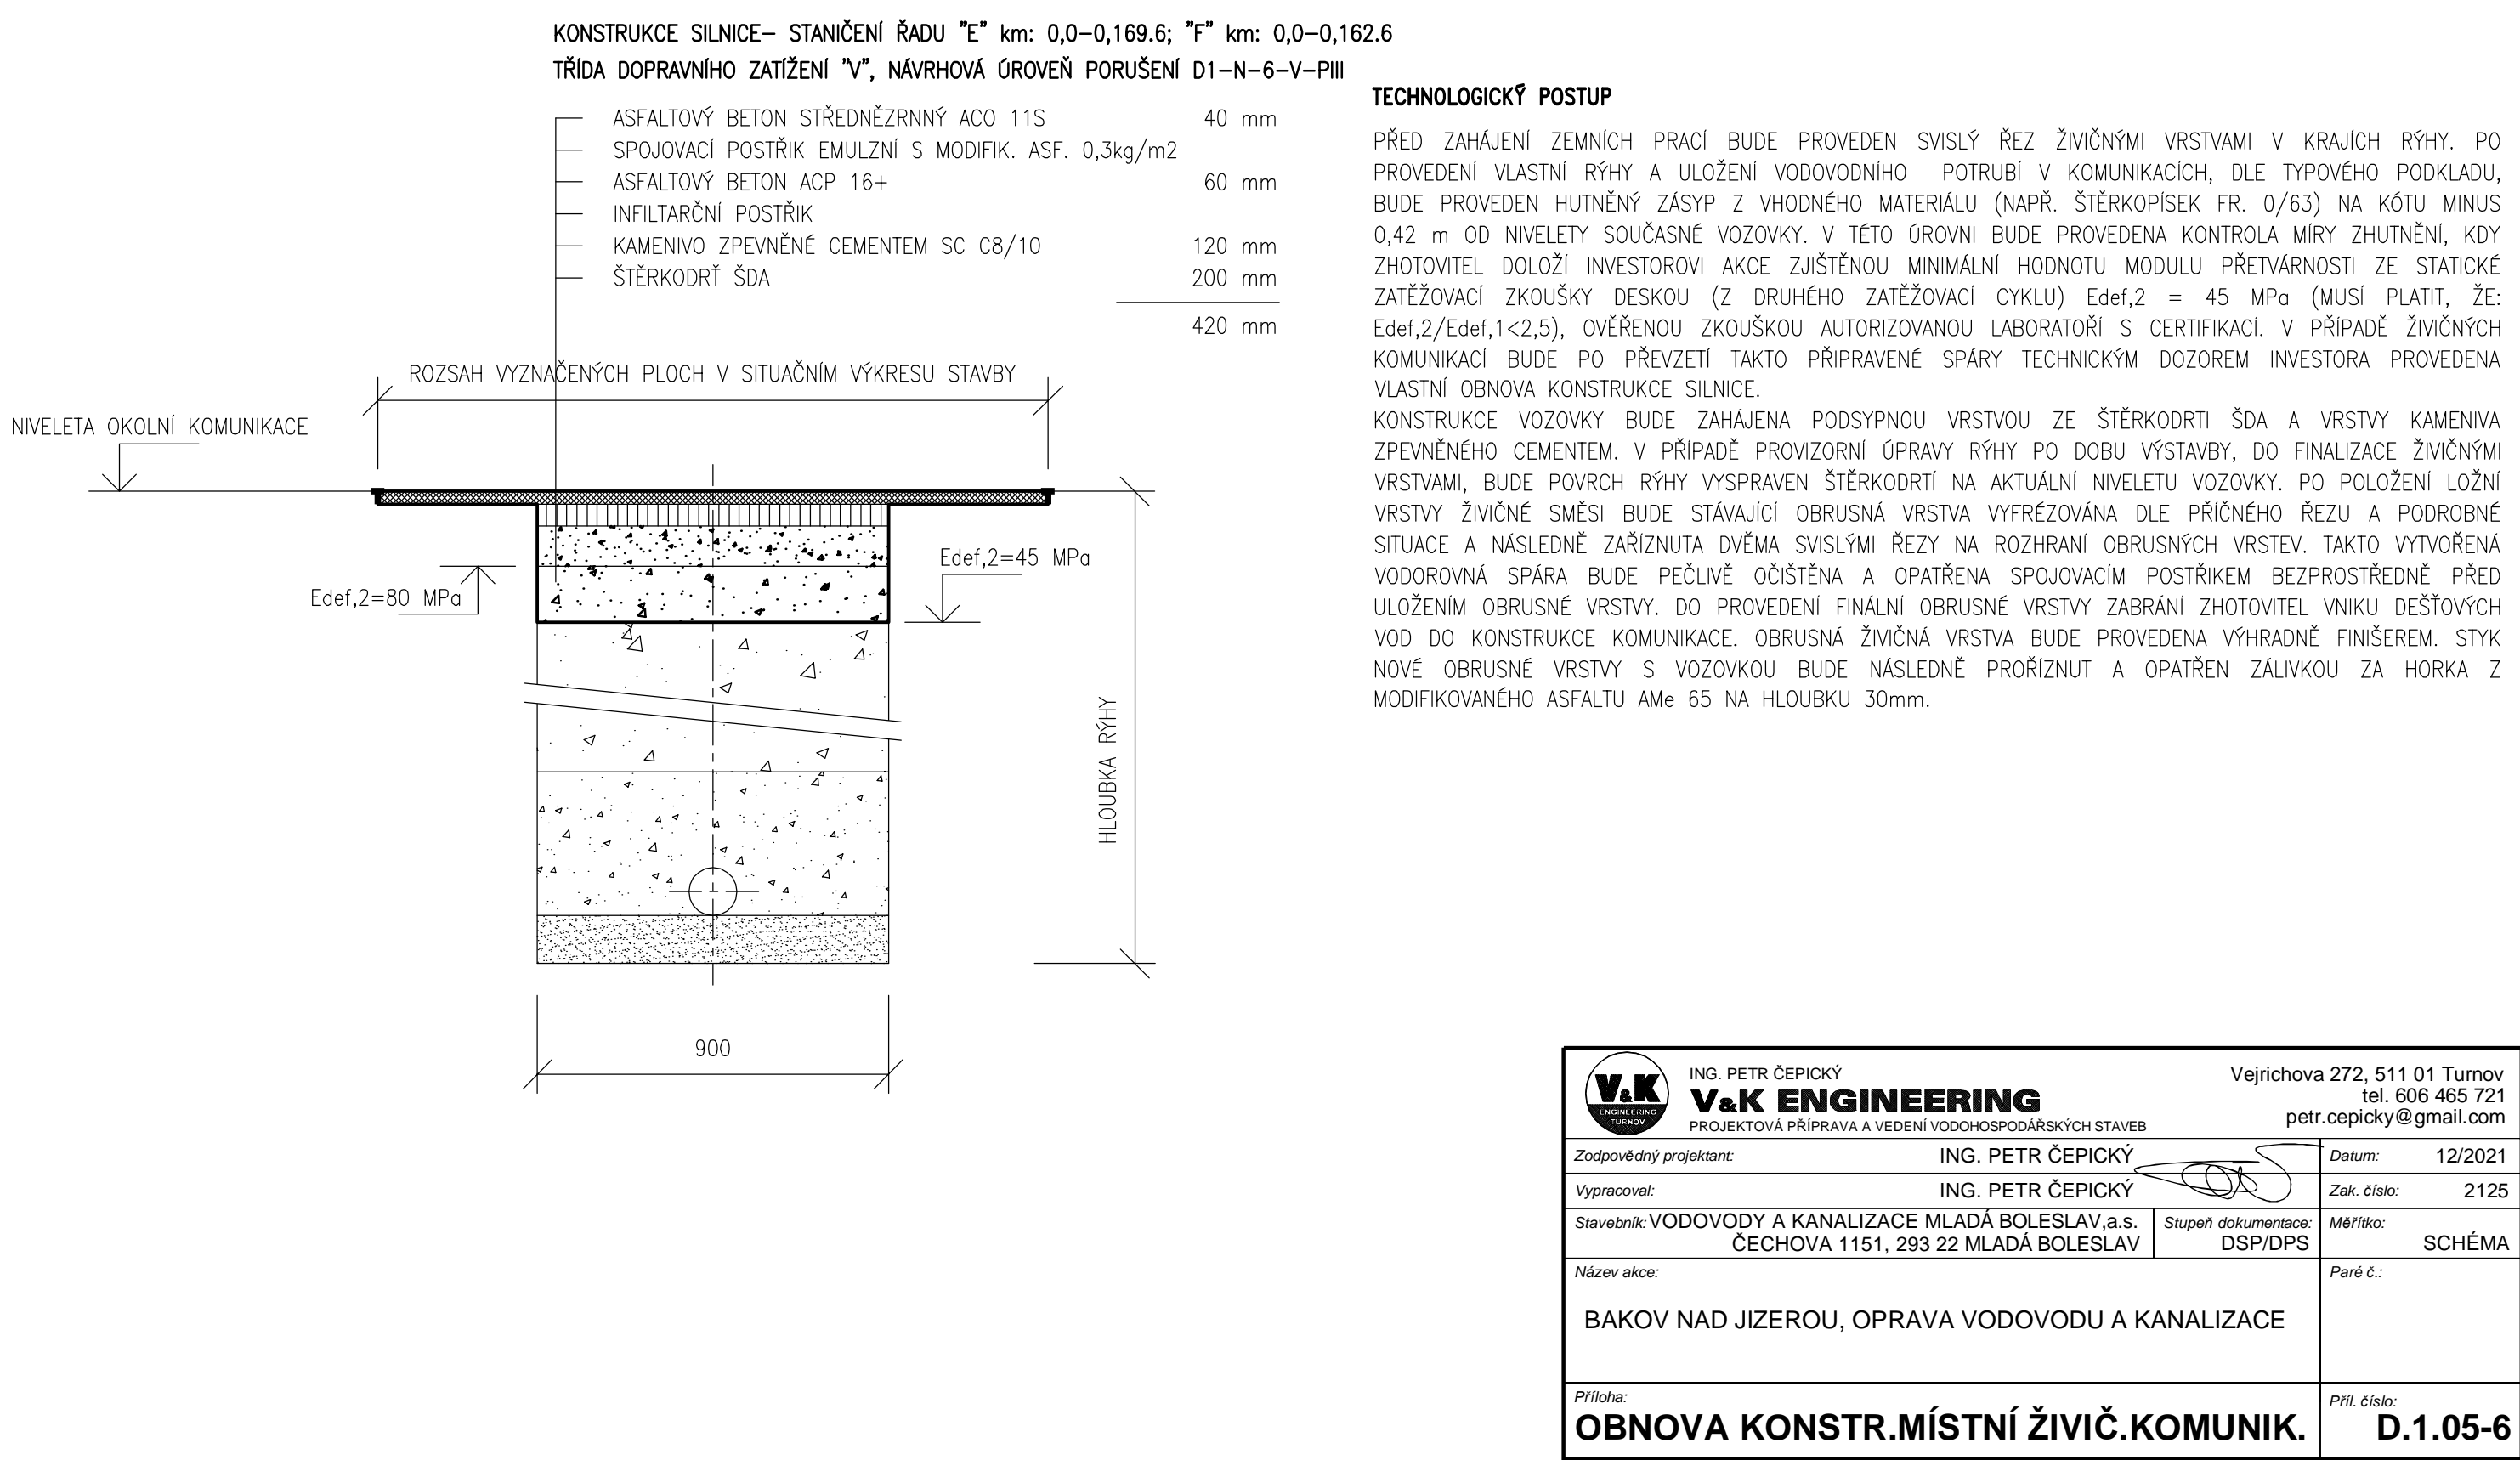 KONSTRUKCE SILNICE– STANIČENÍ ŘADU "E" km: 0,0–0,169.6; "F" km: 0,0–0,162.6
TŘÍDA DOPRAVNÍHO ZATÍŽENÍ "V", NÁVRHOVÁ ÚROVEŇ PORUŠENÍ D1–N–6–V–PIII
ASFALTOVÝ BETON STŘEDNĚZRNNÝ ACO 11S 40 mm
SPOJOVACÍ POSTŘIK EMULZNÍ S MODIFIK. ASF. 0,3kg/m2
ASFALTOVÝ BETON ACP 16+ 60 mm
INFILTARČNÍ POSTŘIK
KAMENIVO ZPEVNĚNÉ CEMENTEM SC C8/10 120 mm
ŠTĚRKODRŤ ŠDA 200 mm
420 mm
ROZSAH VYZNAČENÝCH PLOCH V SITUAČNÍM VÝKRESU STAVBY
NIVELETA OKOLNÍ KOMUNIKACE
Edef,2=45 MPa
Edef,2=80 MPa
HLOUBKA RÝHY
900
TECHNOLOGICKÝ POSTUP
PŘED ZAHÁJENÍ ZEMNÍCH PRACÍ BUDE PROVEDEN SVISLÝ ŘEZ ŽIVIČNÝMI VRSTVAMI V KRAJÍCH RÝHY. PO
PROVEDENÍ VLASTNÍ RÝHY A ULOŽENÍ VODOVODNÍHO POTRUBÍ V KOMUNIKACÍCH, DLE TYPOVÉHO PODKLADU,
BUDE PROVEDEN HUTNĚNÝ ZÁSYP Z VHODNÉHO MATERIÁLU (NAPŘ. ŠTĚRKOPÍSEK FR. 0/63) NA KÓTU MINUS
0,42 m OD NIVELETY SOUČASNÉ VOZOVKY. V TÉTO ÚROVNI BUDE PROVEDENA KONTROLA MÍRY ZHUTNĚNÍ, KDY
ZHOTOVITEL DOLOŽÍ INVESTOROVI AKCE ZJIŠTĚNOU MINIMÁLNÍ HODNOTU MODULU PŘETVÁRNOSTI ZE STATICKÉ
ZATĚŽOVACÍ ZKOUŠKY DESKOU (Z DRUHÉHO ZATĚŽOVACÍ CYKLU) Edef,2 = 45 MPa (MUSÍ PLATIT, ŽE:
Edef,2/Edef,1<2,5), OVĚŘENOU ZKOUŠKOU AUTORIZOVANOU LABORATOŘÍ S CERTIFIKACÍ. V PŘÍPADĚ ŽIVIČNÝCH
KOMUNIKACÍ BUDE PO PŘEVZETÍ TAKTO PŘIPRAVENÉ SPÁRY TECHNICKÝM DOZOREM INVESTORA PROVEDENA
VLASTNÍ OBNOVA KONSTRUKCE SILNICE.
KONSTRUKCE VOZOVKY BUDE ZAHÁJENA PODSYPNOU VRSTVOU ZE ŠTĚRKODRTI ŠDA A VRSTVY KAMENIVA
ZPEVNĚNÉHO CEMENTEM. V PŘÍPADĚ PROVIZORNÍ ÚPRAVY RÝHY PO DOBU VÝSTAVBY, DO FINALIZACE ŽIVIČNÝMI
VRSTVAMI, BUDE POVRCH RÝHY VYSPRAVEN ŠTĚRKODRTÍ NA AKTUÁLNÍ NIVELETU VOZOVKY. PO POLOŽENÍ LOŽNÍ
VRSTVY ŽIVIČNÉ SMĚSI BUDE STÁVAJÍCÍ OBRUSNÁ VRSTVA VYFRÉZOVÁNA DLE PŘÍČNÉHO ŘEZU A PODROBNÉ
SITUACE A NÁSLEDNĚ ZAŘÍZNUTA DVĚMA SVISLÝMI ŘEZY NA ROZHRANÍ OBRUSNÝCH VRSTEV. TAKTO VYTVOŘENÁ
VODOROVNÁ SPÁRA BUDE PEČLIVĚ OČIŠTĚNA A OPATŘENA SPOJOVACÍM POSTŘIKEM BEZPROSTŘEDNĚ PŘED
ULOŽENÍM OBRUSNÉ VRSTVY. DO PROVEDENÍ FINÁLNÍ OBRUSNÉ VRSTVY ZABRÁNÍ ZHOTOVITEL VNIKU DEŠŤOVÝCH
VOD DO KONSTRUKCE KOMUNIKACE. OBRUSNÁ ŽIVIČNÁ VRSTVA BUDE PROVEDENA VÝHRADNĚ FINIŠEREM. STYK
NOVÉ OBRUSNÉ VRSTVY S VOZOVKOU BUDE NÁSLEDNĚ PROŘÍZNUT A OPATŘEN ZÁLIVKOU ZA HORKA Z
MODIFIKOVANÉHO ASFALTU AMe 65 NA HLOUBKU 30mm.
V&K
ENGINEERING
TURNOV
ING. PETR ČEPICKÝ
V&K ENGINEERING
PROJEKTOVÁ PŘÍPRAVA A VEDENÍ VODOHOSPODÁŘSKÝCH STAVEB
Vejrichova 272, 511 01 Turnov
tel. 606 465 721
petr.cepicky@gmail.com
Zodpovědný projektant: ING. PETR ČEPICKÝ
Datum: 12/2021
Vypracoval: ING. PETR ČEPICKÝ
Zak. číslo: 2125
Stavebník: VODOVODY A KANALIZACE MLADÁ BOLESLAV,a.s.
ČECHOVA 1151, 293 22 MLADÁ BOLESLAV
Stupeň dokumentace:
DSP/DPS
Měřítko:
SCHÉMA
Název akce:
BAKOV NAD JIZEROU, OPRAVA VODOVODU A KANALIZACE
Paré č.:
Příloha:
OBNOVA KONSTR.MÍSTNÍ ŽIVIČ.KOMUNIK.
Příl. číslo:
D.1.05-6